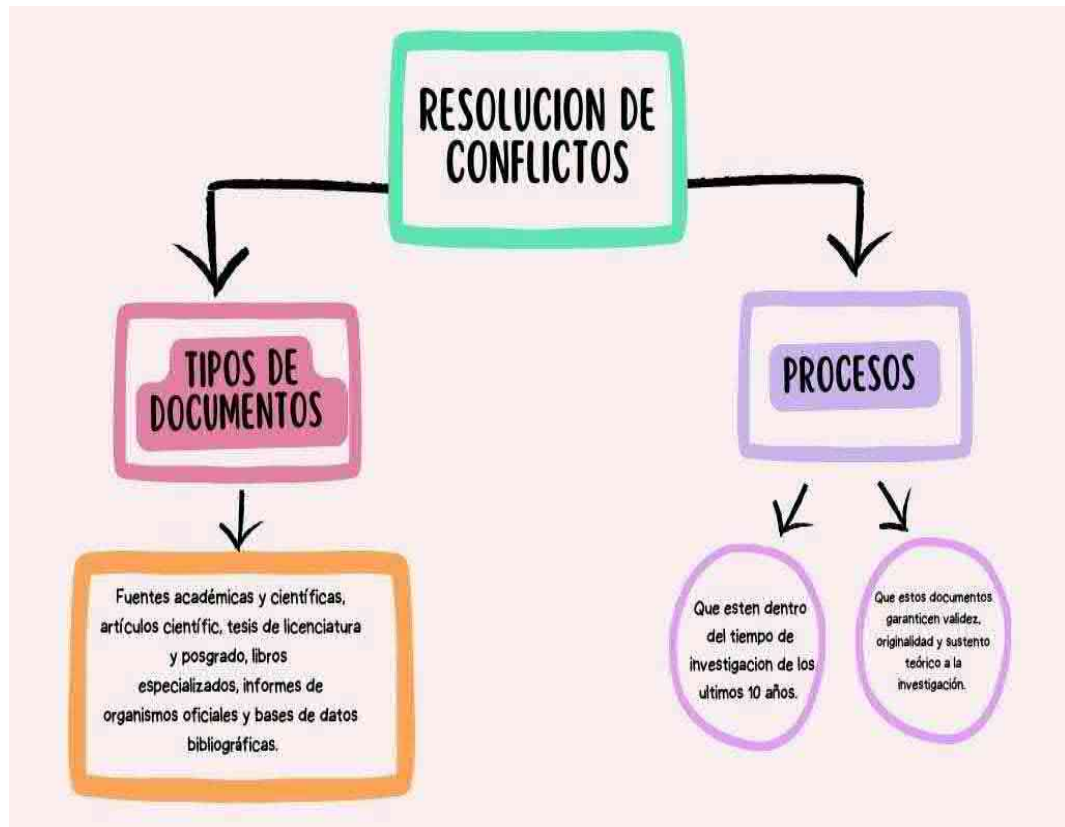 RESOLUCION DE
CONFLICTOS
TIPOS DE
DOCUMENTOS
PROCESOS
Fuentes académicas y científicas,
artículos científic, tesis de licenciatura
y posgrado, libros
especializados, informes de
organismos oficiales y bases de datos
bibliográficas.
Que esten dentro
del tiempo de
investigacion de los
ultimos 10 años.
Que estos documentos
garanticen validez,
originalidad y sustento
teórico a la
investigación.